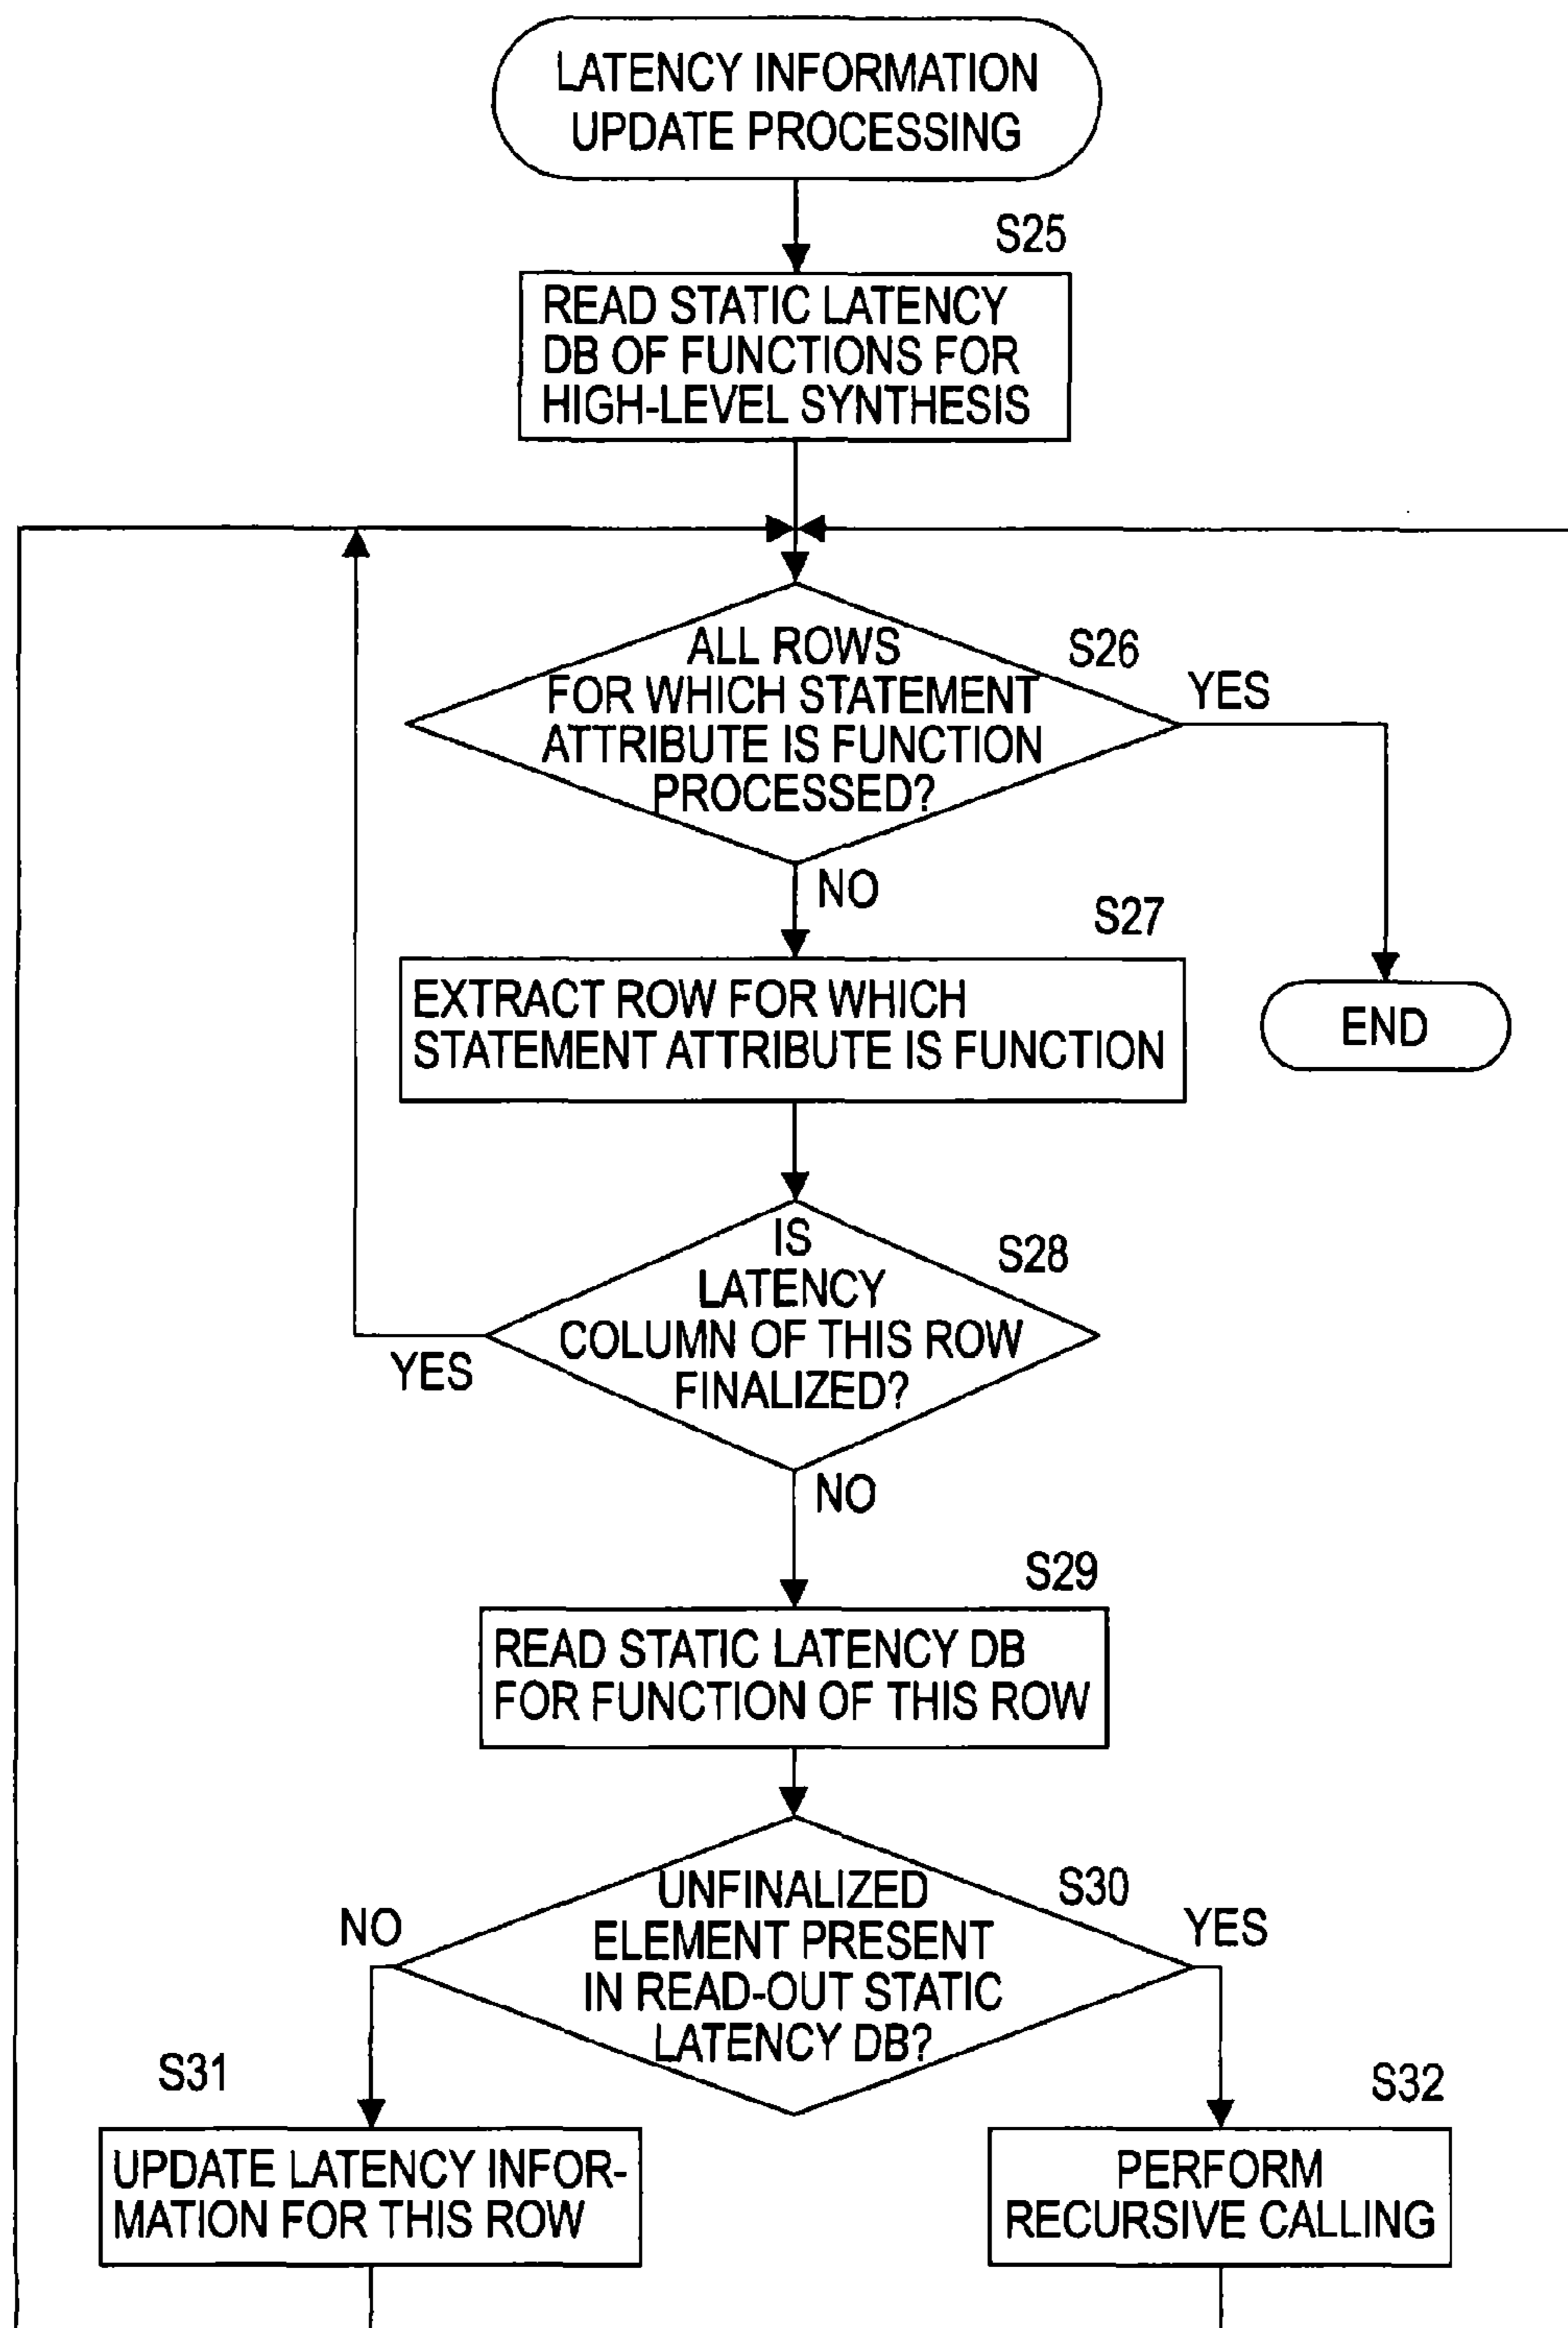 LATENCY INFORMATION
UPDATE PROCESSING
S25
READ STATIC LATENCY
DB OF FUNCTIONS FOR
HIGH-LEVEL SYNTHESIS
S26
ALL ROWS
FOR WHICH STATEMENT
ATTRIBUTE IS FUNCTION
PROCESSED?
YES
NO
S27
EXTRACT ROW FOR WHICH
STATEMENT ATTRIBUTE IS FUNCTION
END
S28
IS
LATENCY
COLUMN OF THIS ROW
FINALIZED?
YES
NO
S29
READ STATIC LATENCY DB
FOR FUNCTION OF THIS ROW
S30
UNFINALIZED
ELEMENT PRESENT
IN READ-OUT STATIC
LATENCY DB?
NO
YES
S31
UPDATE LATENCY INFOR-
MATION FOR THIS ROW
S32
PERFORM
RECURSIVE CALLING